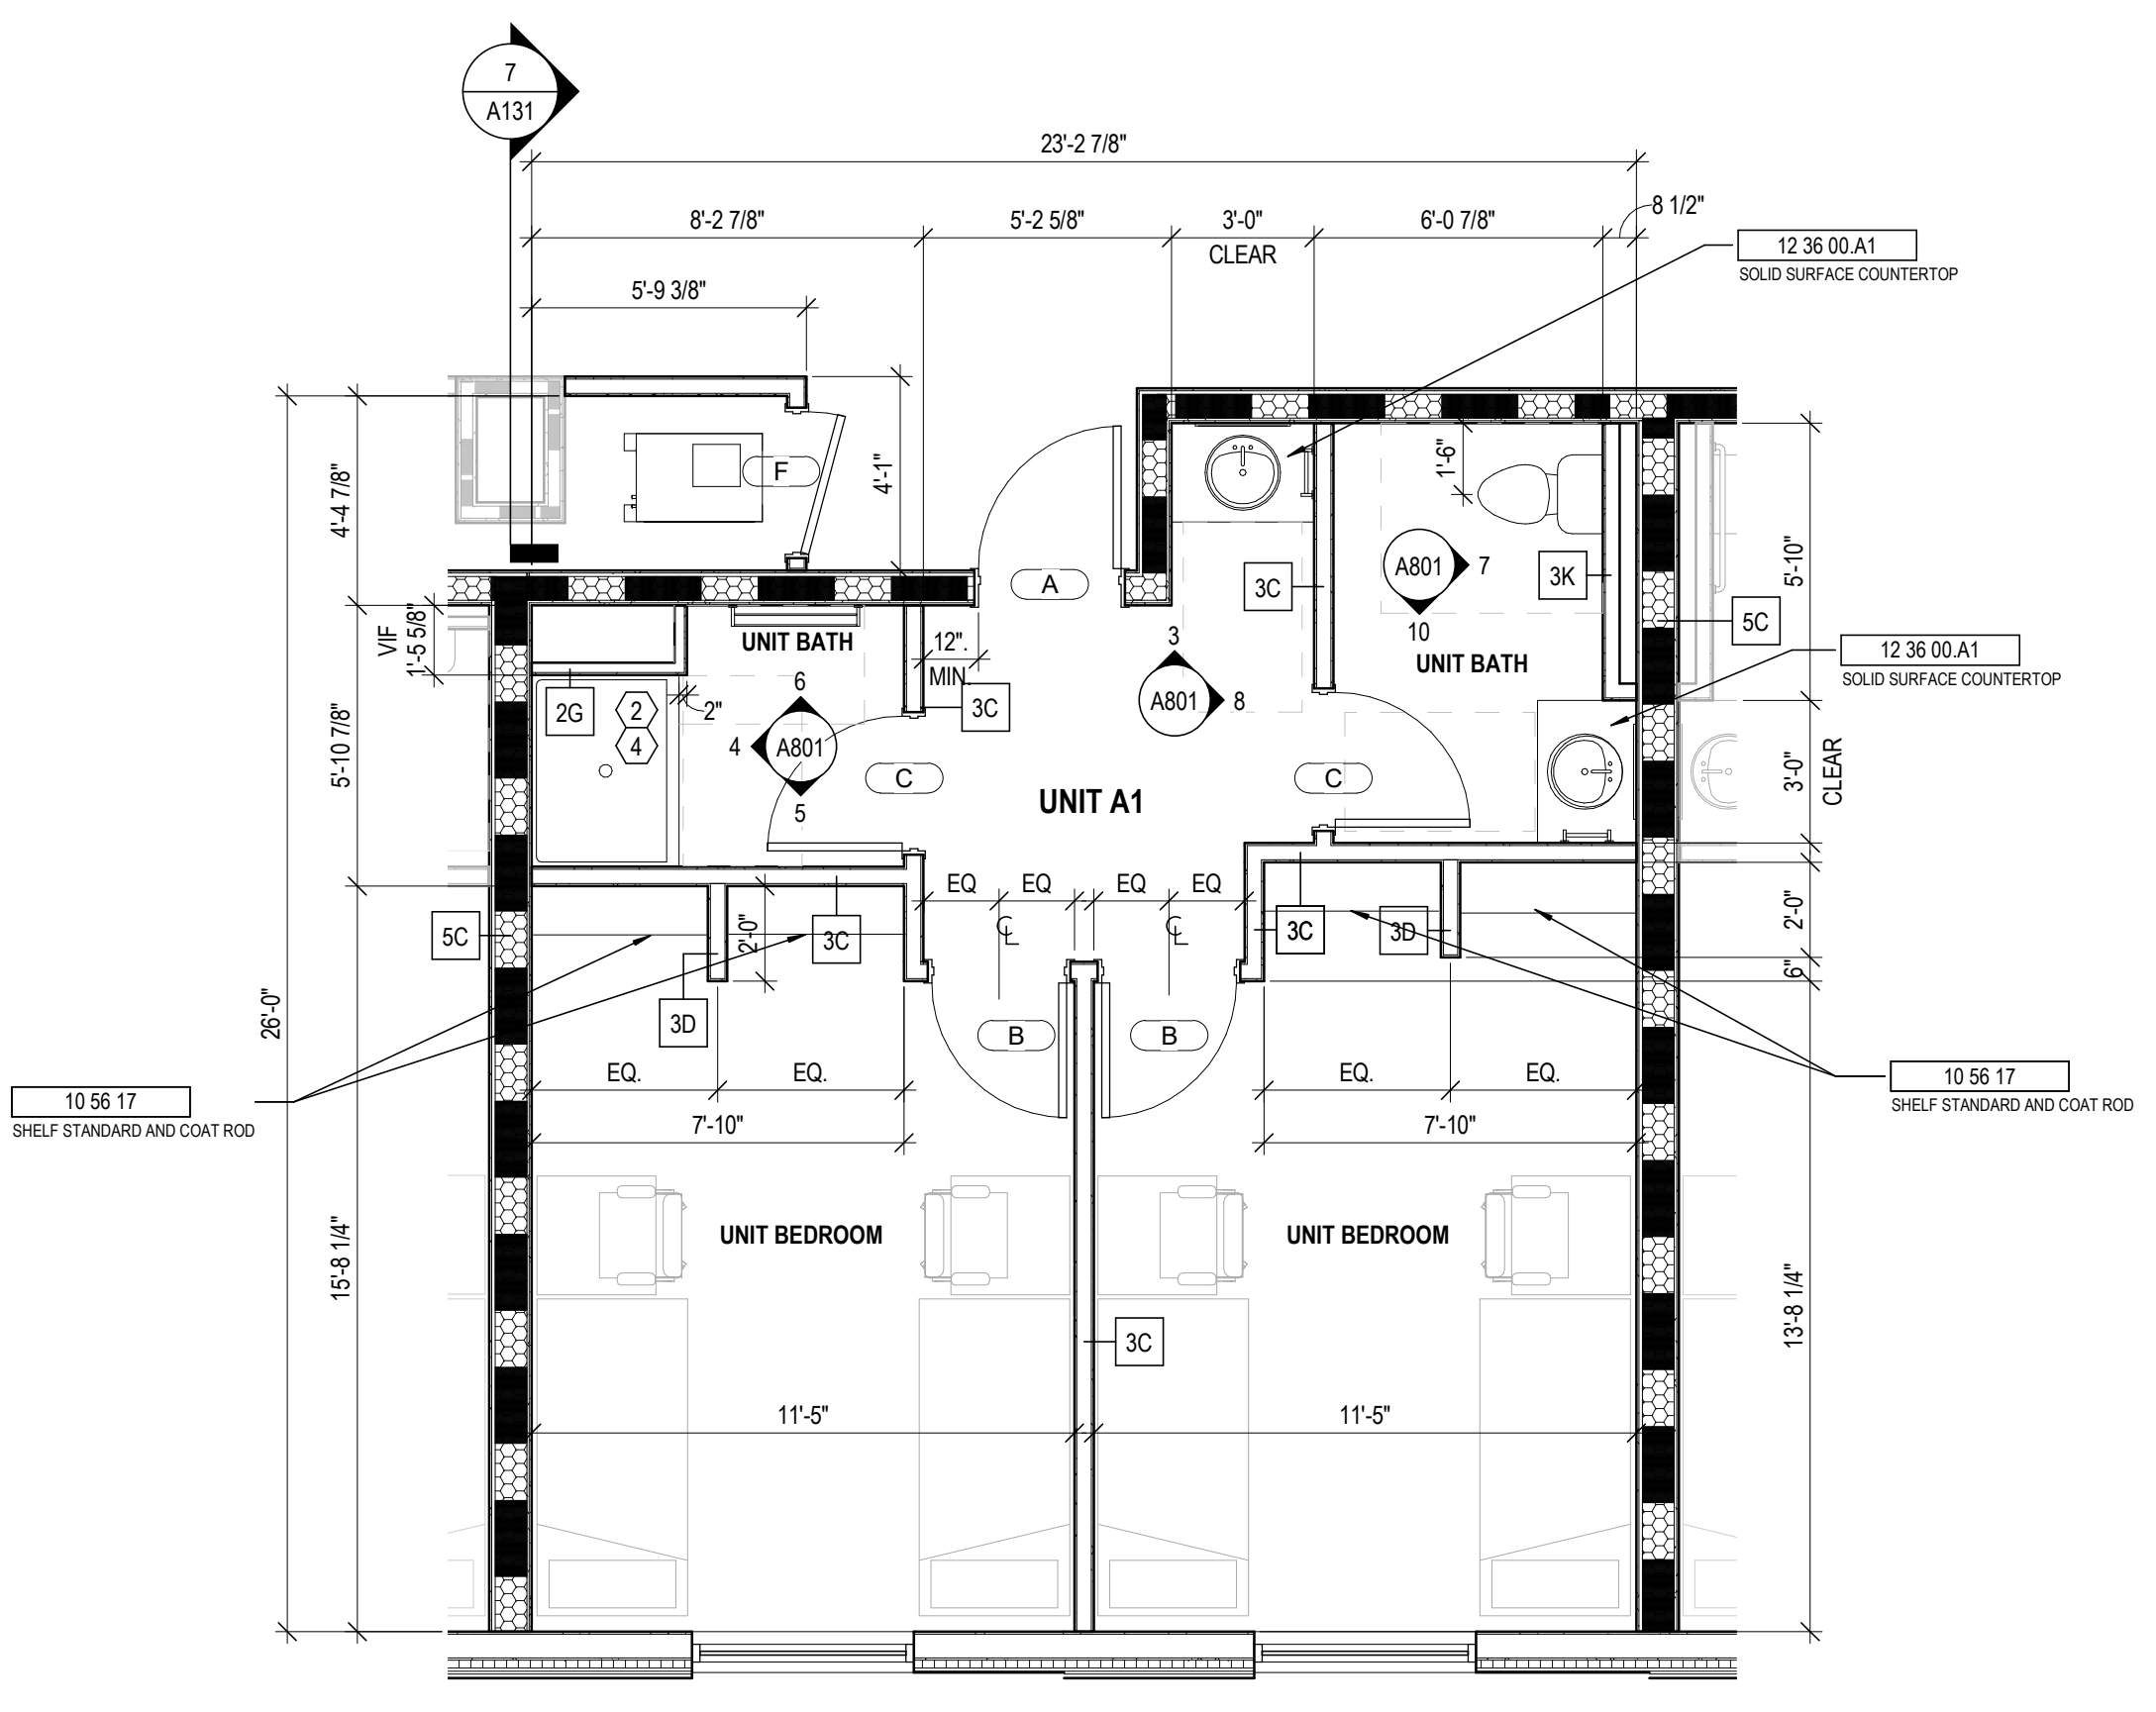 7
A131
23'-2 7/8"
8'-2 7/8"
5'-2 5/8"
3'-0"
CLEAR
6'-0 7/8"
8 1/2"
12 36 00.A1
SOLID SURFACE COUNTERTOP
5'-9 3/8"
4'-4 7/8"
F
4'-1"
1'-6"
A
3C
A801
7
10
3K
5'-10"
5C
VIF
1'-5 5/8"
UNIT BATH
12".
MIN.
3C
3
A801
8
UNIT BATH
12 36 00.A1
SOLID SURFACE COUNTERTOP
2G
2
4
2"
6
4
A801
5
5'-10 7/8"
C
C
UNIT A1
3'-0"
CLEAR
EQ
EQ
EQ
EQ
CL
CL
5C
2'-0"
3C
3C
3D
2'-0"
6"
26'-0"
3D
B
B
EQ.
EQ.
EQ.
EQ.
10 56 17
SHELF STANDARD AND COAT ROD
10 56 17
SHELF STANDARD AND COAT ROD
7'-10"
7'-10"
UNIT BEDROOM
UNIT BEDROOM
15'-8 1/4"
13'-8 1/4"
3C
11'-5"
11'-5"